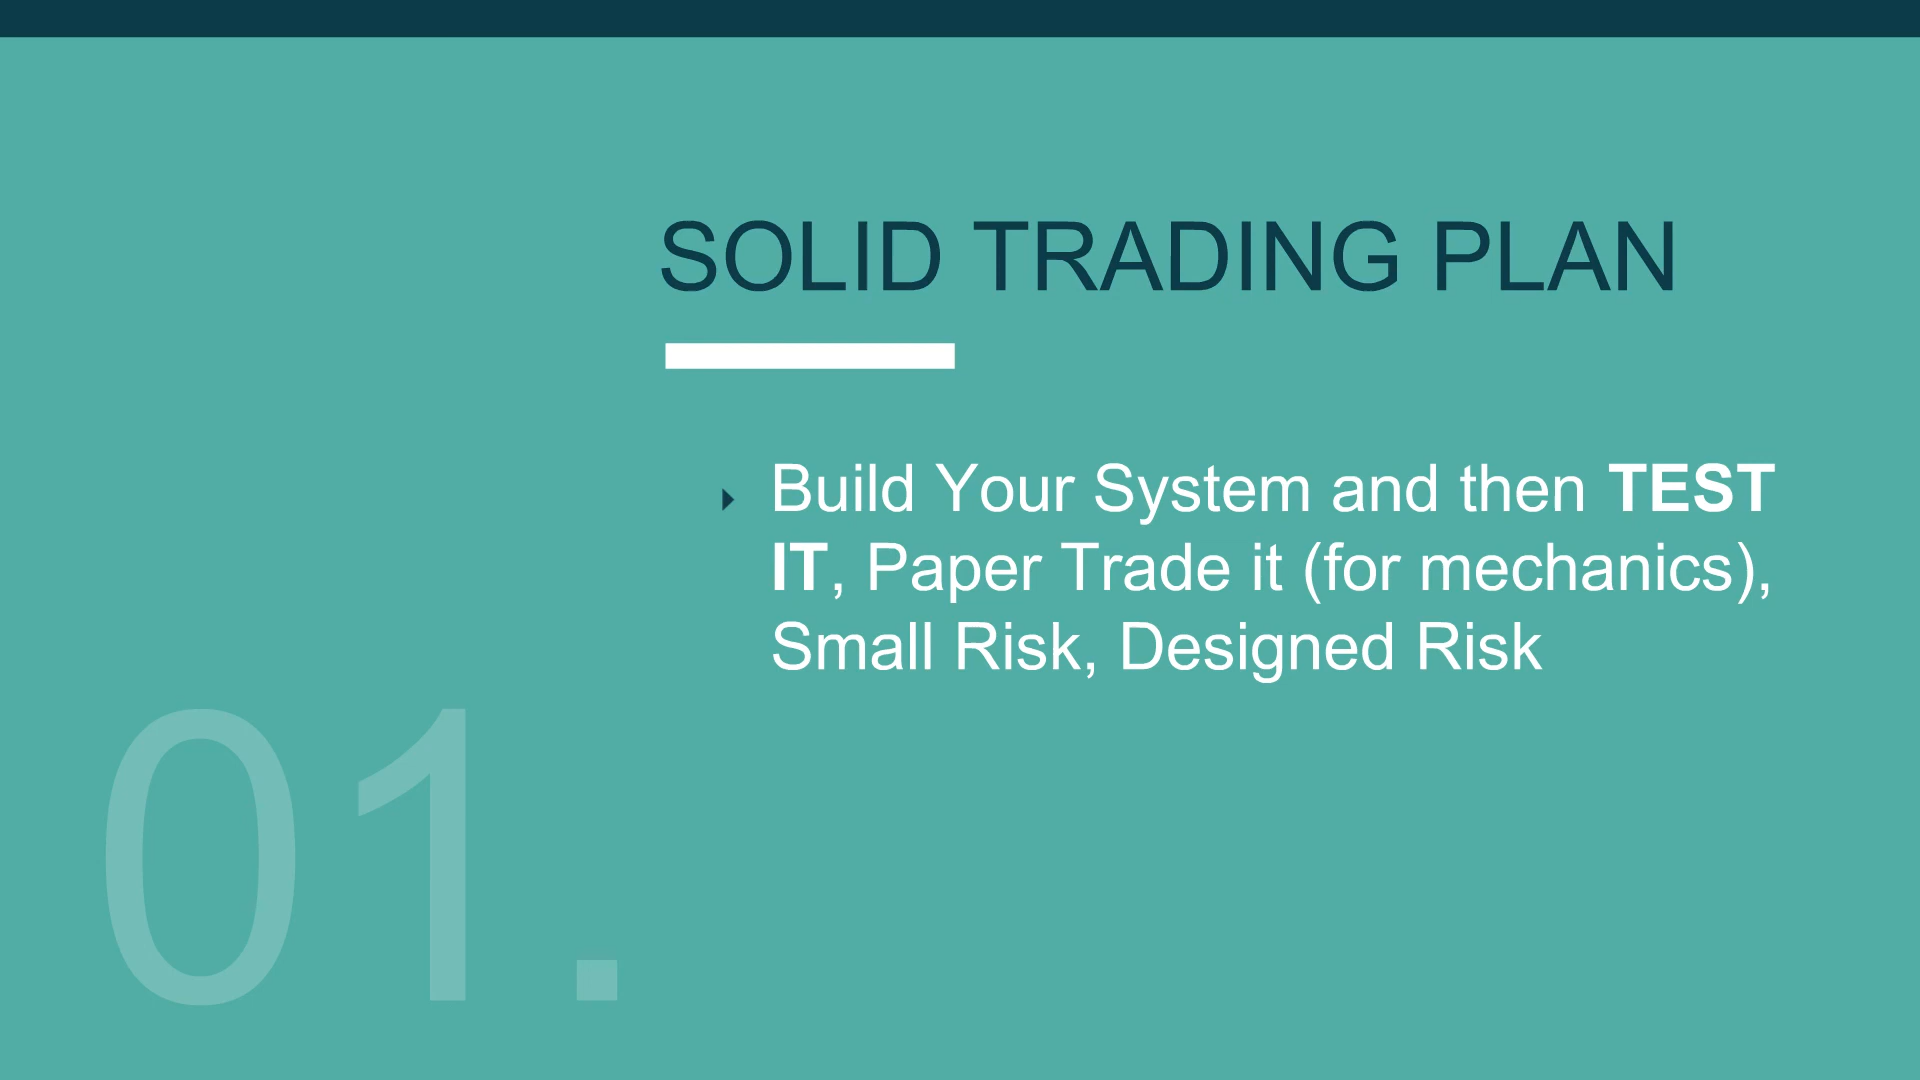 SOLID TRADING PLAN
Build Your System and then TEST
IT, Paper Trade it (for mechanics),
Small Risk, Designed Risk
01.